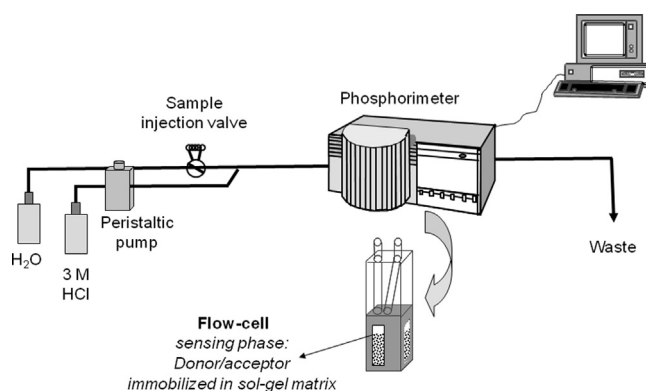 Sample
injection valve
Phosphorimeter
Peristaltic
pump
H₂O
3 M
HCl
Waste
Flow-cell
sensing phase:
Donor/acceptor
immobilized in sol-gel matrix